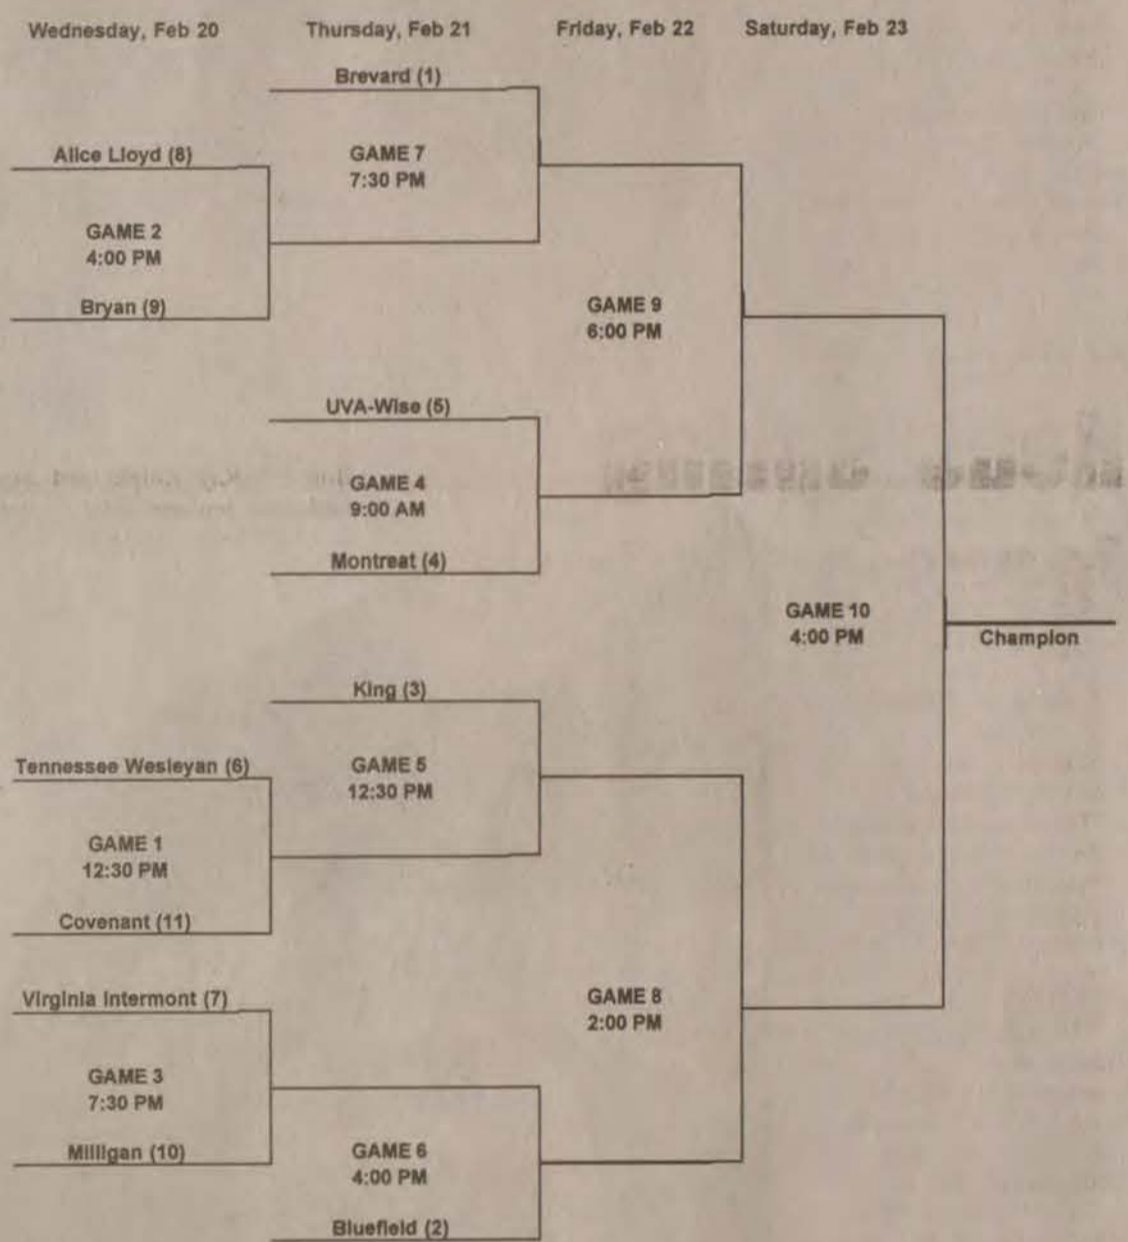 Wednesday, Feb 20 Thursday, Feb 21 Friday, Feb 22 Saturday, Feb 23
Brevard (1)
Alice Lloyd (8)
GAME 7
7:30 PM
GAME 2
4:00 PM
Bryan (9)
GAME 9
6:00 PM
UVA-Wise (5)
GAME 4
9:00 AM
Montreat (4)
GAME 10
4:00 PM
Champion
King (3)
Tennessee Wesleyan (6)
GAME 5
12:30 PM
GAME 1
12:30 PM
Covenant (11)
Virginia Intermont (7)
GAME 8
2:00 PM
GAME 3
7:30 PM
Milligan (10)
GAME 6
4:00 PM
Bluefield (2)